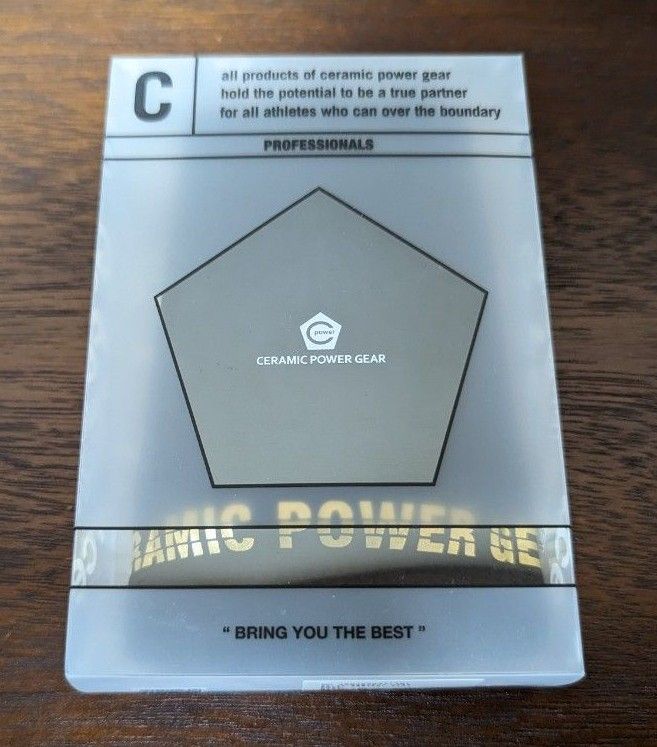 C
all products of ceramic power gear
hold the potential to be a true partner
for all athletes who can over the boundary
PROFESSIONALS
C power
CERAMIC POWER GEAR
RAMIC POWER GE
“ BRING YOU THE BEST ”